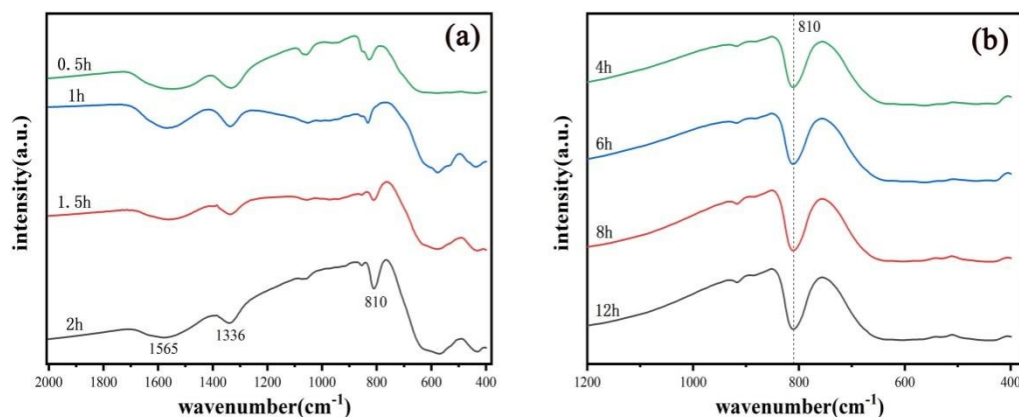 (a)
0.5h
1h
1.5h
2h
1565
1336
810
intensity(a.u.)
2000 1800 1600 1400 1200 1000 800 600 400
wavenumber(cm⁻¹)
(b)
810
4h
6h
8h
12h
intensity(a.u.)
1200 1000 800 600 400
wavenumber(cm⁻¹)